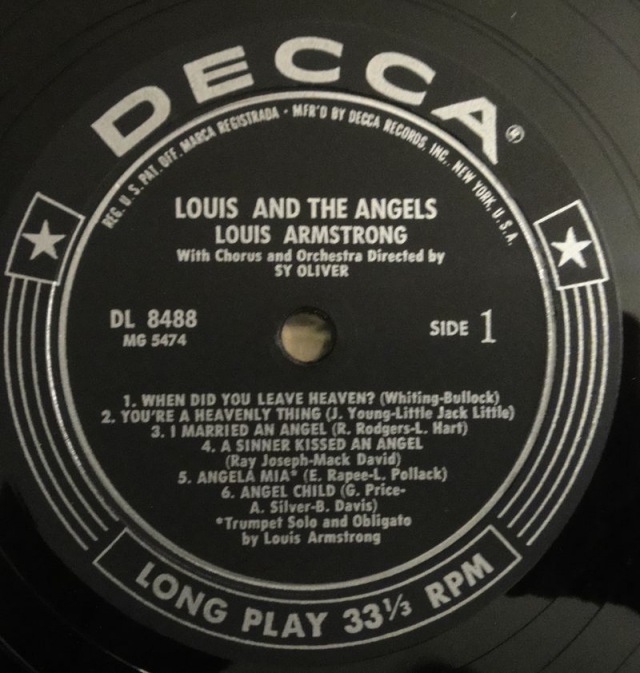 DECCA®
REG. U.S. PAT. OFF. MARCA REGISTRADA • MFR'D BY DECCA RECORDS, INC., NEW YORK, U.S.A.
LOUIS AND THE ANGELS
LOUIS ARMSTRONG
With Chorus and Orchestra Directed by
SY OLIVER
DL 8488
MG 5474
SIDE 1
1. WHEN DID YOU LEAVE HEAVEN? (Whiting-Bullock)
2. YOU'RE A HEAVENLY THING (J. Young-Little Jack Little)
3. I MARRIED AN ANGEL (R. Rodgers-L. Hart)
4. A SINNER KISSED AN ANGEL
(Ray Joseph-Mack David)
5. ANGELA MIA* (E. Rapee-L. Pollack)
6. ANGEL CHILD (G. Price-
A. Silver-B. Davis)
*Trumpet Solo and Obligato
by Louis Armstrong
LONG PLAY 33⅓ RPM